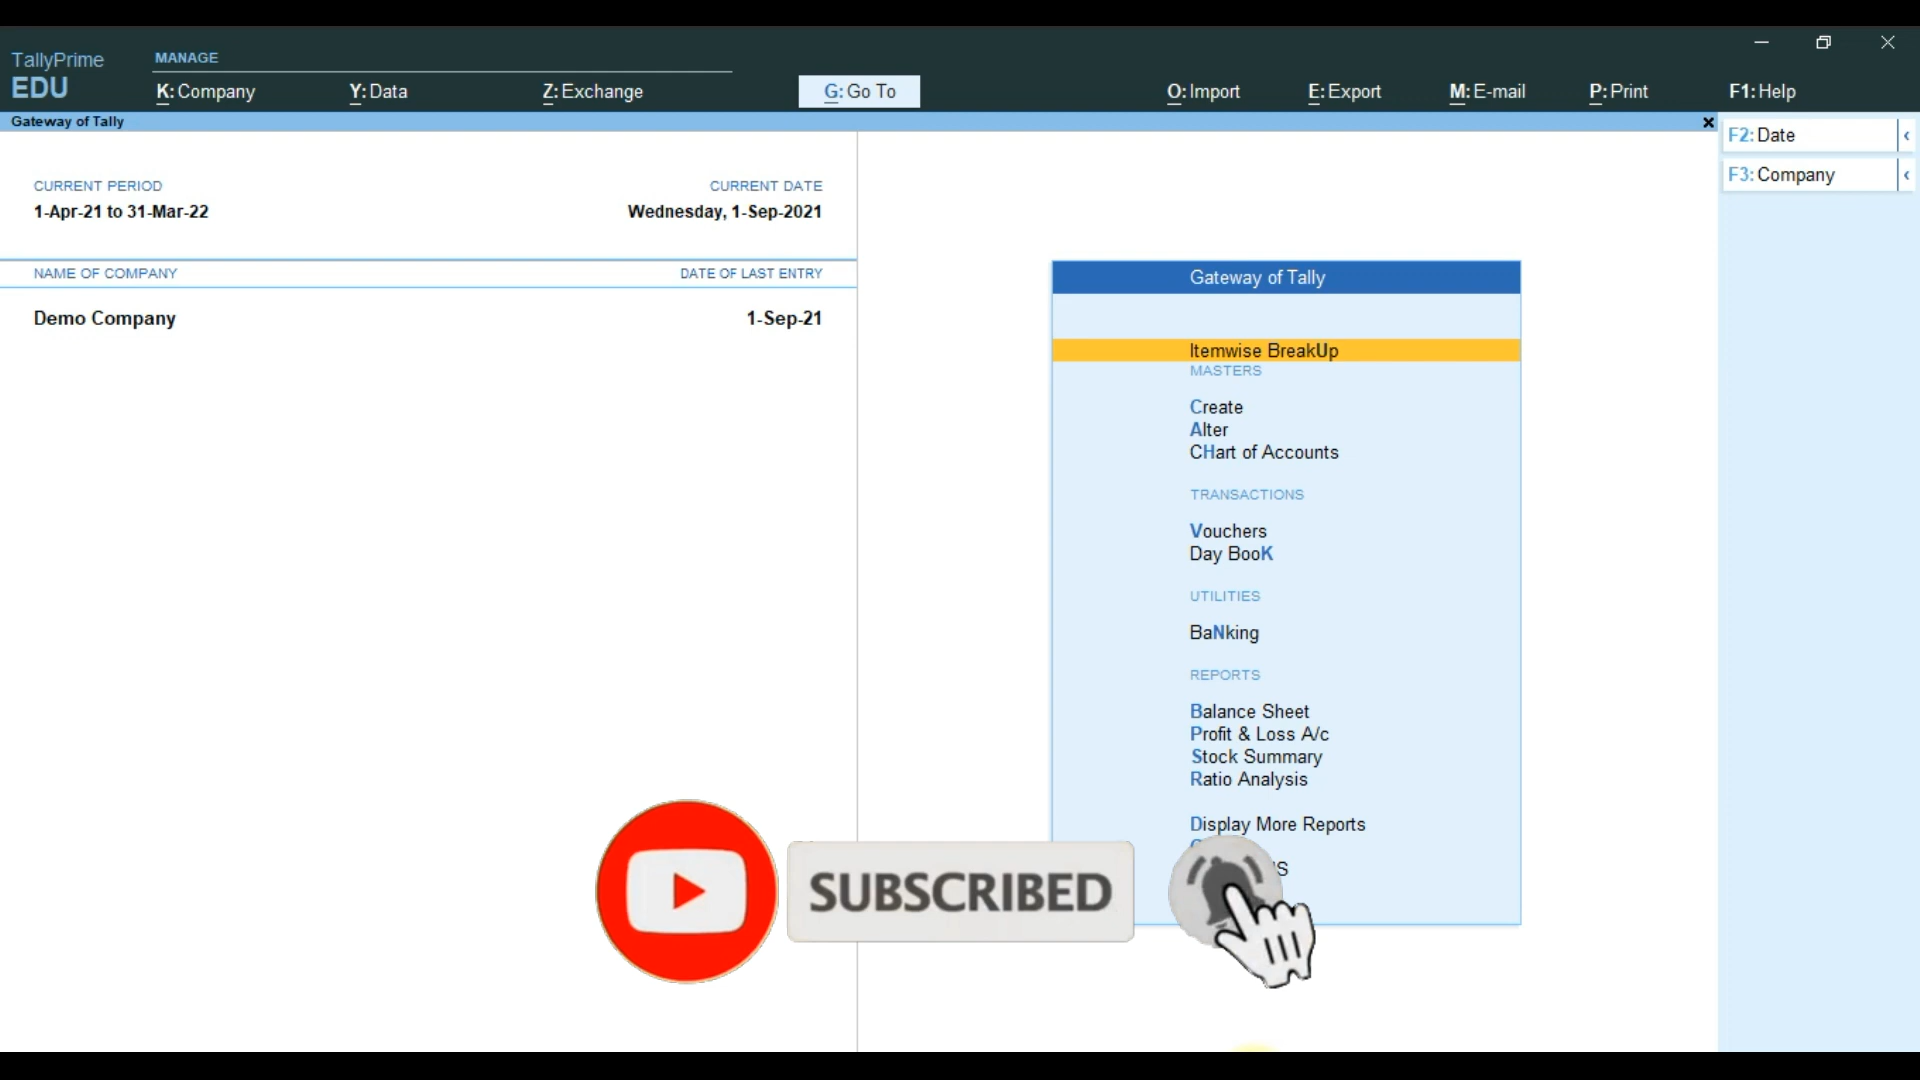 TallyPrime
EDU
MANAGE
K: Company
Y: Data
Z: Exchange
G: Go To
O: Import
E: Export
M: E-mail
P: Print
F1: Help
Gateway of Tally
F2: Date
F3: Company
CURRENT PERIOD
CURRENT DATE
1-Apr-21 to 31-Mar-22
Wednesday, 1-Sep-2021
NAME OF COMPANY
DATE OF LAST ENTRY
Demo Company
1-Sep-21
Gateway of Tally
Itemwise BreakUp
MASTERS
Create
Alter
CHart of Accounts
TRANSACTIONS
Vouchers
Day BooK
UTILITIES
BaNking
REPORTS
Balance Sheet
Profit & Loss A/c
Stock Summary
Ratio Analysis
Display More Reports
SUBSCRIBED